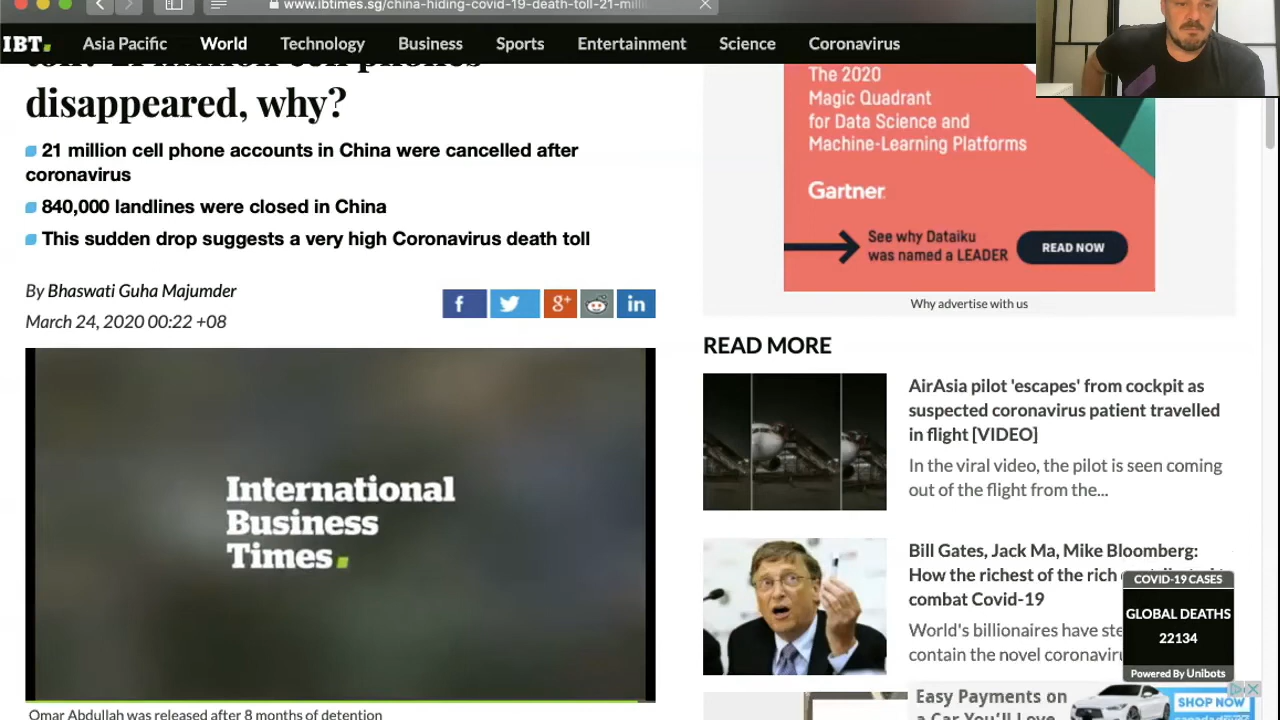 www.ibtimes.sg/china-hiding-covid-19-death-toll-21-mill
IBT.
Asia Pacific
World
Technology
Business
Sports
Entertainment
Science
Coronavirus
disappeared, why?
21 million cell phone accounts in China were cancelled after
coronavirus
840,000 landlines were closed in China
This sudden drop suggests a very high Coronavirus death toll
By Bhaswati Guha Majumder
March 24, 2020 00:22 +08
International
Business
Times.
Omar Abdullah was released after 8 months of detention
The 2020
Magic Quadrant
for Data Science and
Machine-Learning Platforms
Gartner
See why Dataiku
was named a LEADER
READ NOW
Why advertise with us
READ MORE
AirAsia pilot 'escapes' from cockpit as
suspected coronavirus patient travelled
in flight [VIDEO]
In the viral video, the pilot is seen coming
out of the flight from the...
Bill Gates, Jack Ma, Mike Bloomberg:
How the richest of the rich
combat Covid-19
World's billionaires have
contain the novel
COVID-19 CASES
GLOBAL DEATHS
22134
Powered By Unibots
Easy Payments on
a Car You'll Love
SHOP NOW